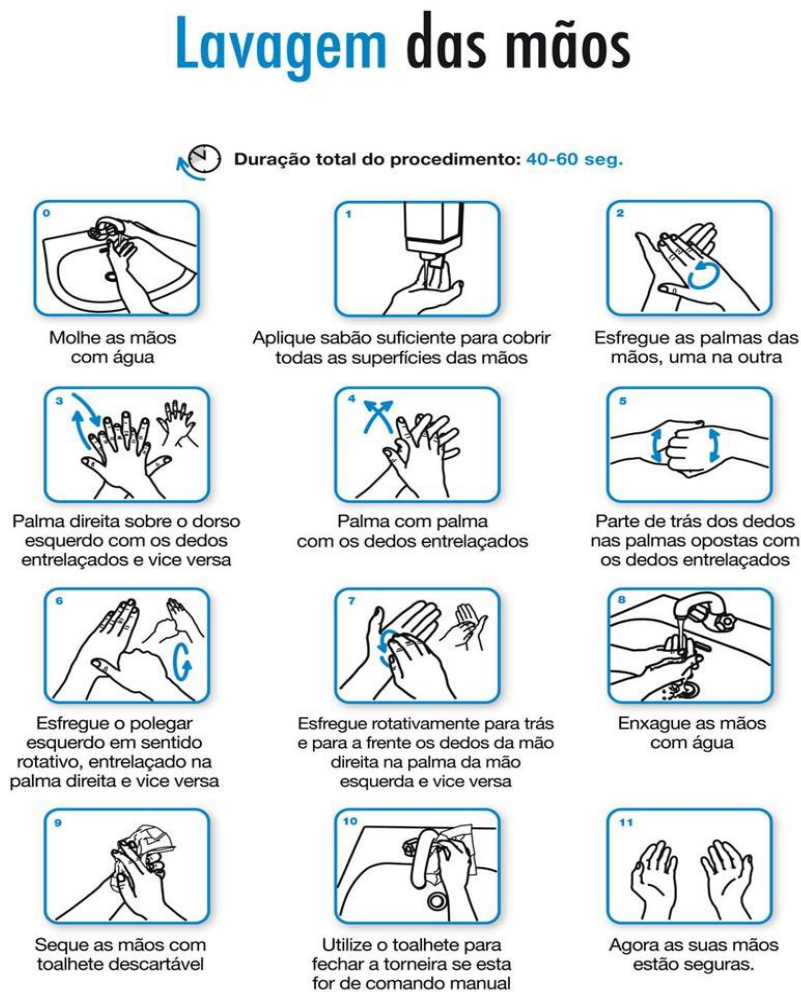 Lavagem das mãos
Duração total do procedimento: 40-60 seg.
0
Molhe as mãos
com água
1
Aplique sabão suficiente para cobrir
todas as superfícies das mãos
2
Esfregue as palmas das
mãos, uma na outra
3
Palma direita sobre o dorso
esquerdo com os dedos
entrelaçados e vice versa
4
Palma com palma
com os dedos entrelaçados
5
Parte de trás dos dedos
nas palmas opostas com
os dedos entrelaçados
6
Esfregue o polegar
esquerdo em sentido
rotativo, entrelaçado na
palma direita e vice versa
7
Esfregue rotativamente para trás
e para a frente os dedos da mão
direita na palma da mão
esquerda e vice versa
8
Enxague as mãos
com água
9
Seque as mãos com
toalhete descartável
10
Utilize o toalhete para
fechar a torneira se esta
for de comando manual
11
Agora as suas mãos
estão seguras.